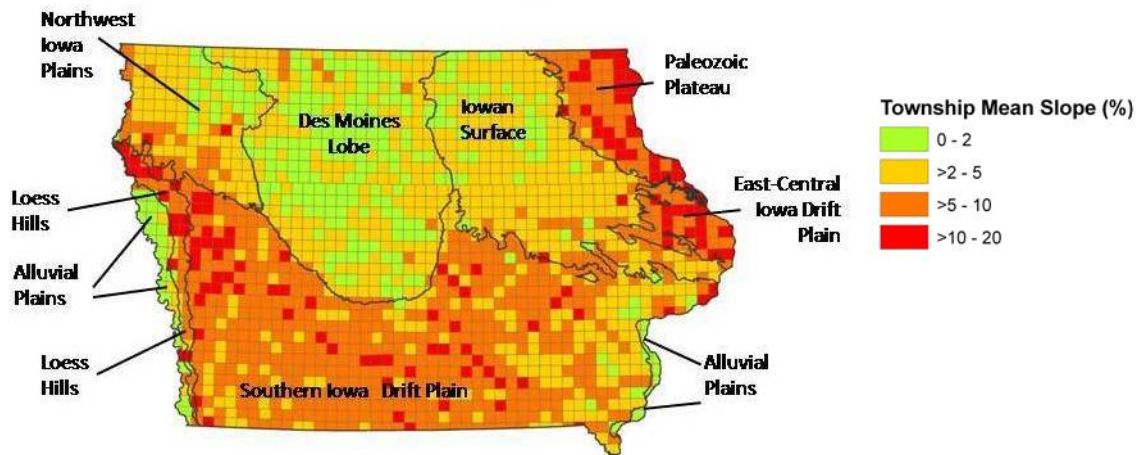 Northwest
Iowa
Plains
Des Moines
Lobe
Iowan
Surface
Paleozoic
Plateau
Loess
Hills
East-Central
Iowa Drift
Plain
Alluvial
Plains
Loess
Hills
Southern Iowa Drift Plain
Alluvial
Plains
Township Mean Slope (%)
0 - 2
>2 - 5
>5 - 10
>10 - 20